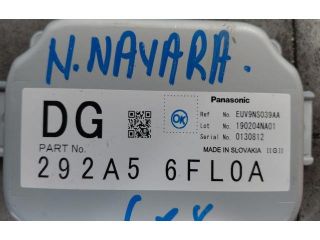 N.NAVARA.
Panasonic
DG
OK
Ref No. EUV9NS039AA
Lot No. 190204NA01
Serial No. 0130812
PART No.
MADE IN SLOVAKIA
292A5 6FL0A